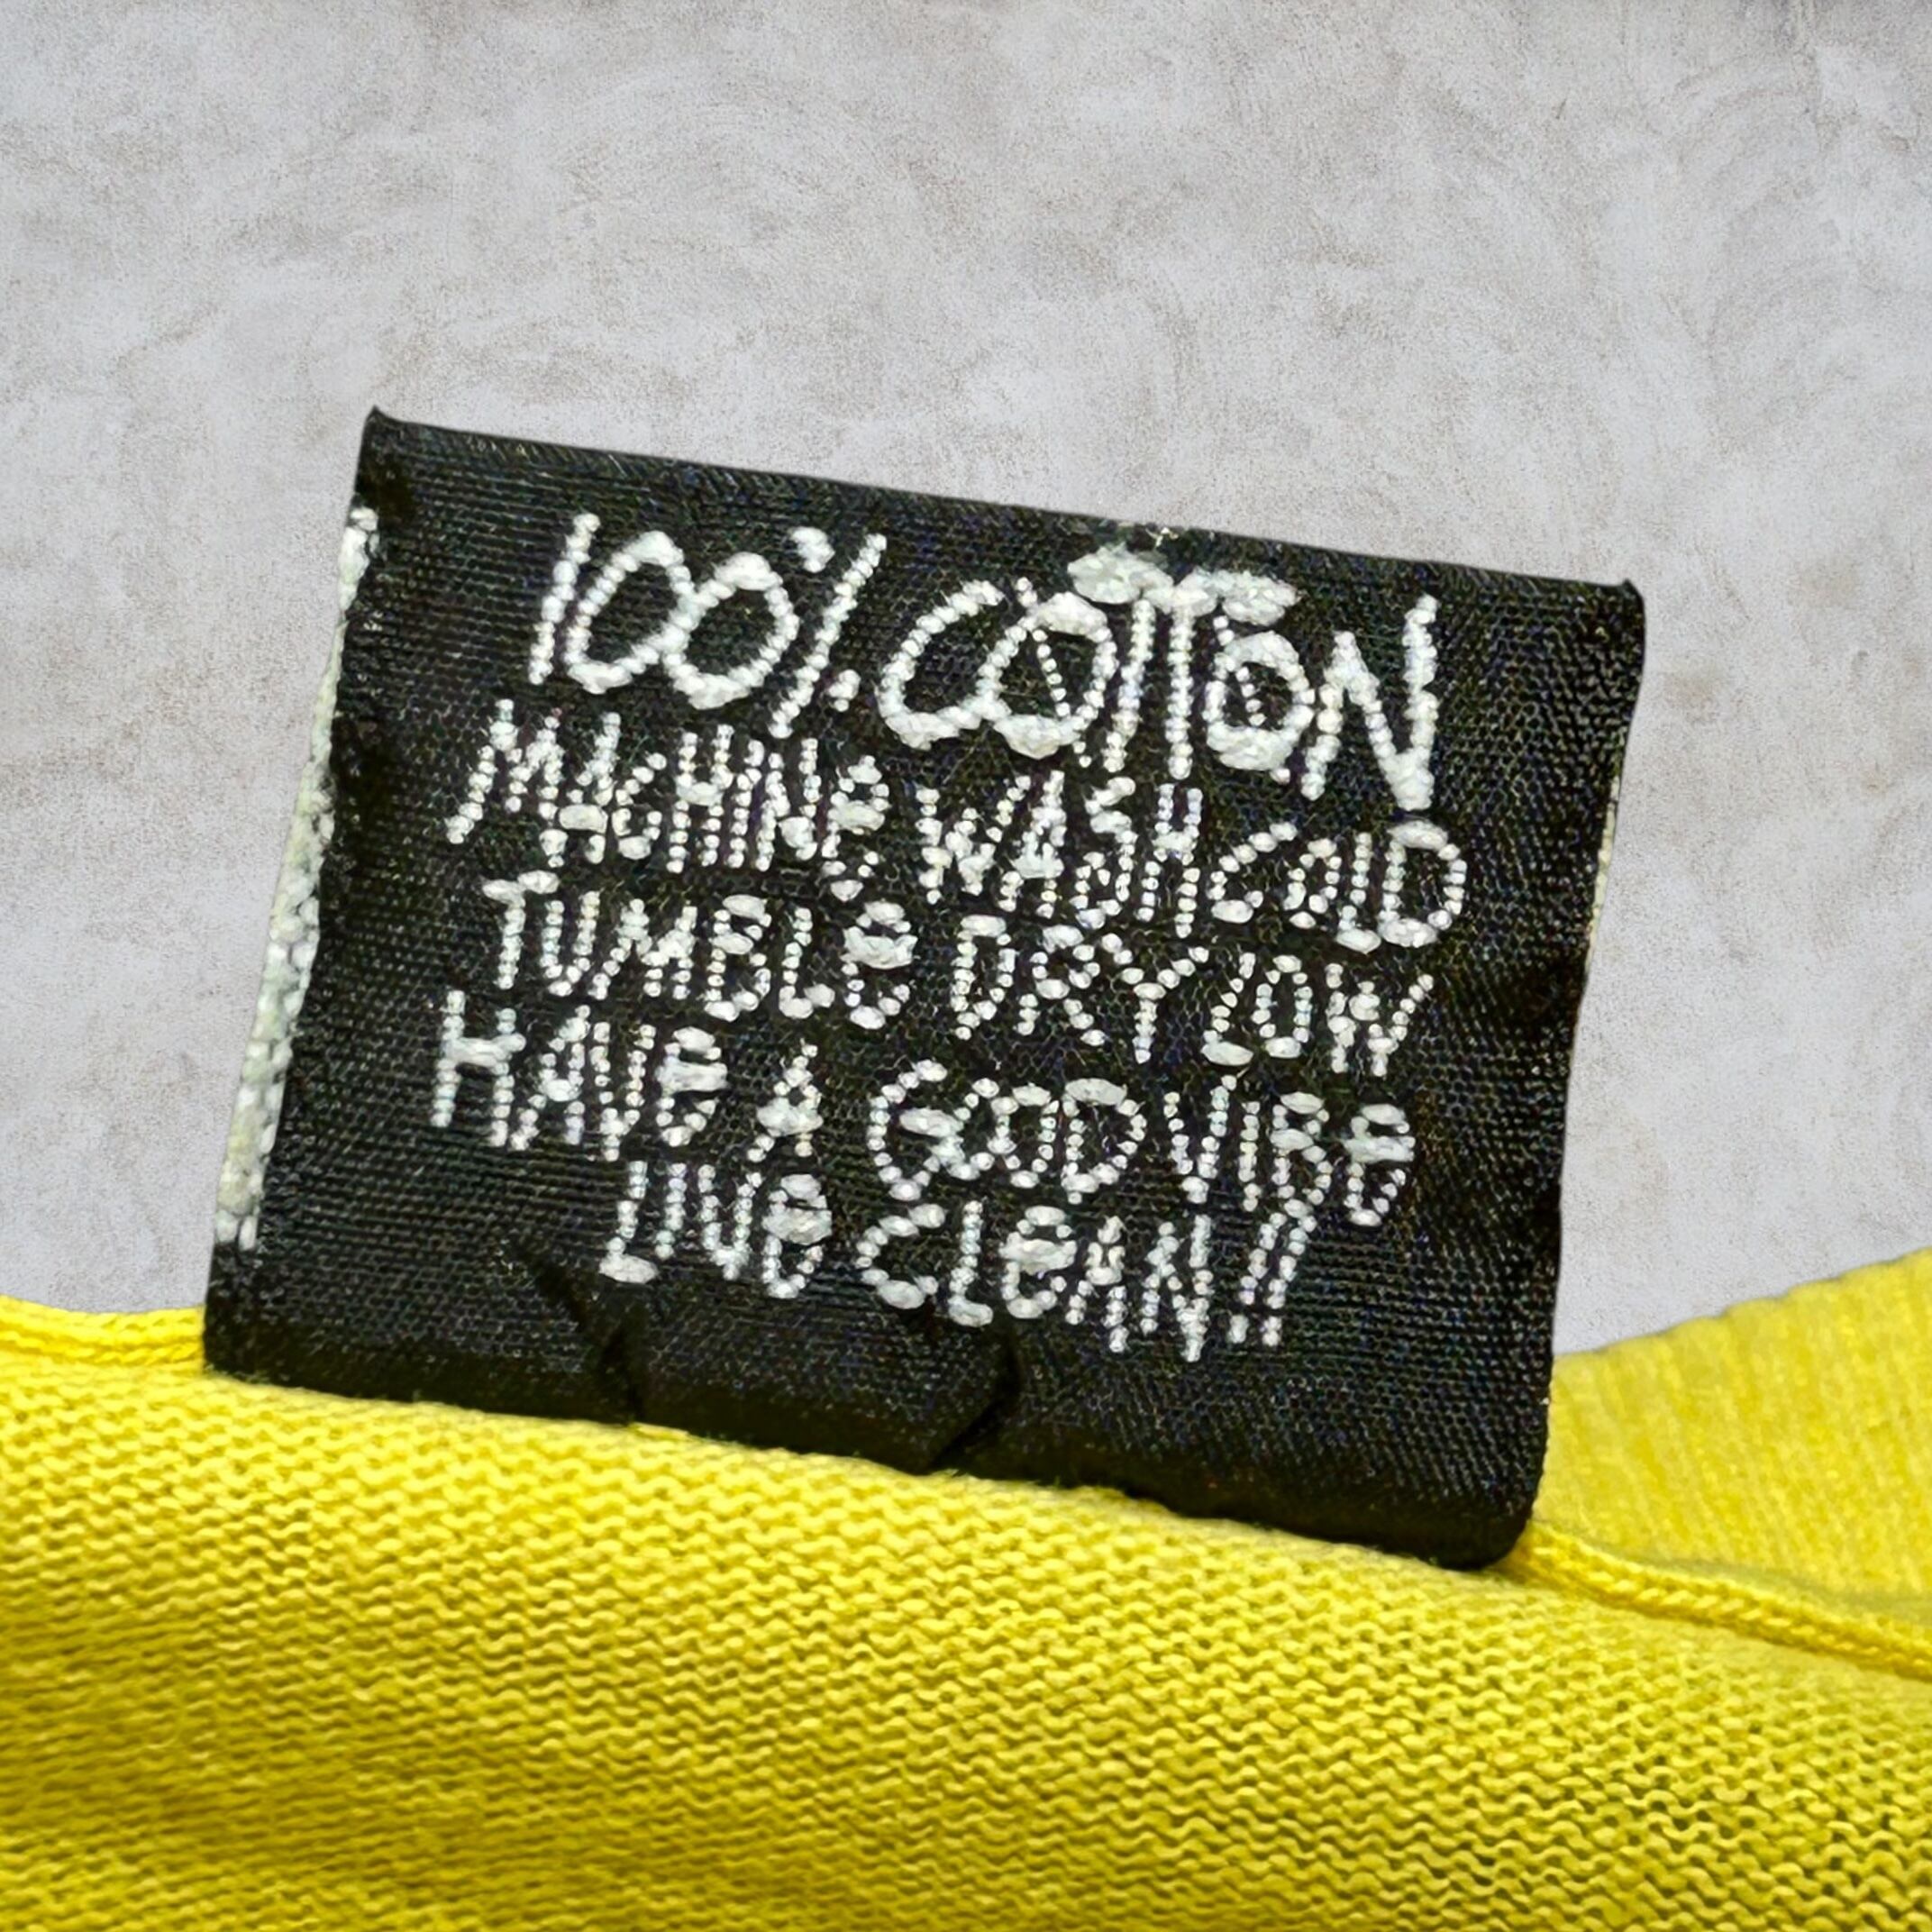 100% COTTON
MACHINE WASH COLD
TUMBLE DRY LOW
HAVE A GOOD VIBE
LIVE CLEAN!!